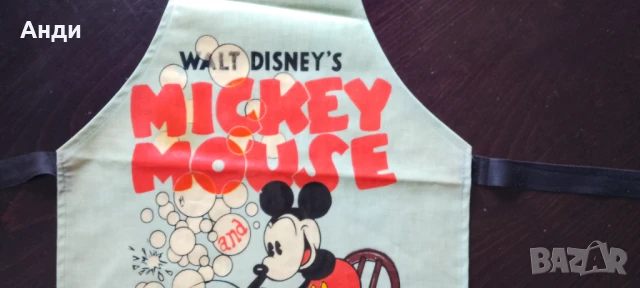 Анди
WALT DISNEY'S
MICKEY
MOUSE
and
BAZAR